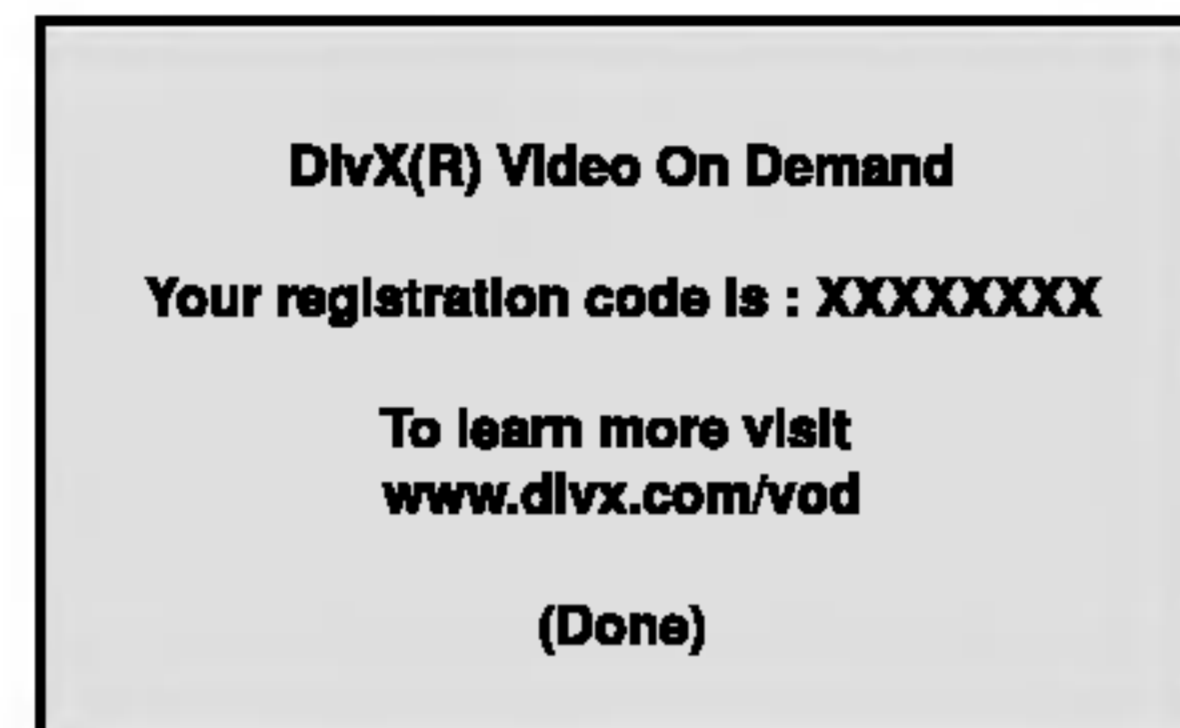 DivX(R) Video On Demand
Your registration code is : XXXXXXXX
To learn more visit
www.divx.com/vod
(Done)